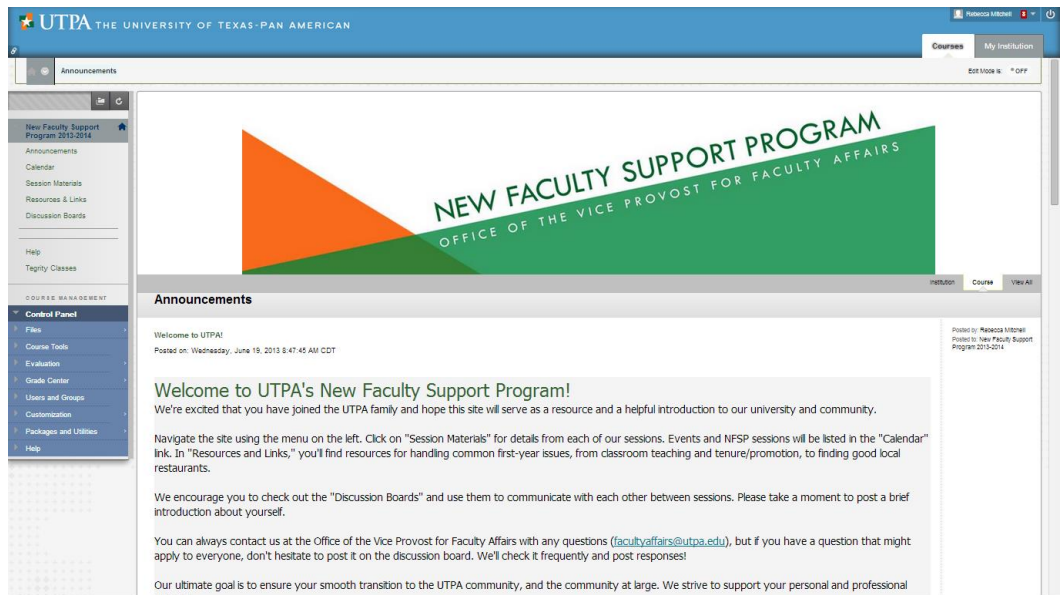 UTPA THE UNIVERSITY OF TEXAS-PAN AMERICAN
Rebecca Mitchell
Courses
My Institution
Announcements
Edit Mode is: OFF
New Faculty Support
Program 2013-2014
Announcements
Calendar
Session Materials
Resources & Links
Discussion Boards
Help
Tegrity Classes
COURSE MANAGEMENT
Control Panel
Files
Course Tools
Evaluation
Grade Center
Users and Groups
Customization
Packages and Utilities
Help
NEW FACULTY SUPPORT PROGRAM
OFFICE OF THE VICE PROVOST FOR FACULTY AFFAIRS
Institution
Course
View All
Announcements
Welcome to UTPA!
Posted on: Wednesday, June 19, 2013 8:47:45 AM CDT
Posted by: Rebecca Mitchell
Posted to: New Faculty Support
Program 2013-2014
Welcome to UTPA's New Faculty Support Program!
We're excited that you have joined the UTPA family and hope this site will serve as a resource and a helpful introduction to our university and community.
Navigate the site using the menu on the left. Click on "Session Materials" for details from each of our sessions. Events and NFSP sessions will be listed in the "Calendar"
link. In "Resources and Links," you'll find resources for handling common first-year issues, from classroom teaching and tenure/promotion, to finding good local
restaurants.
We encourage you to check out the "Discussion Boards" and use them to communicate with each other between sessions. Please take a moment to post a brief
introduction about yourself.
You can always contact us at the Office of the Vice Provost for Faculty Affairs with any questions (facultyaffairs@utpa.edu), but if you have a question that might
apply to everyone, don't hesitate to post it on the discussion board. We'll check it frequently and post responses!
Our ultimate goal is to ensure your smooth transition to the UTPA community, and the community at large. We strive to support your personal and professional